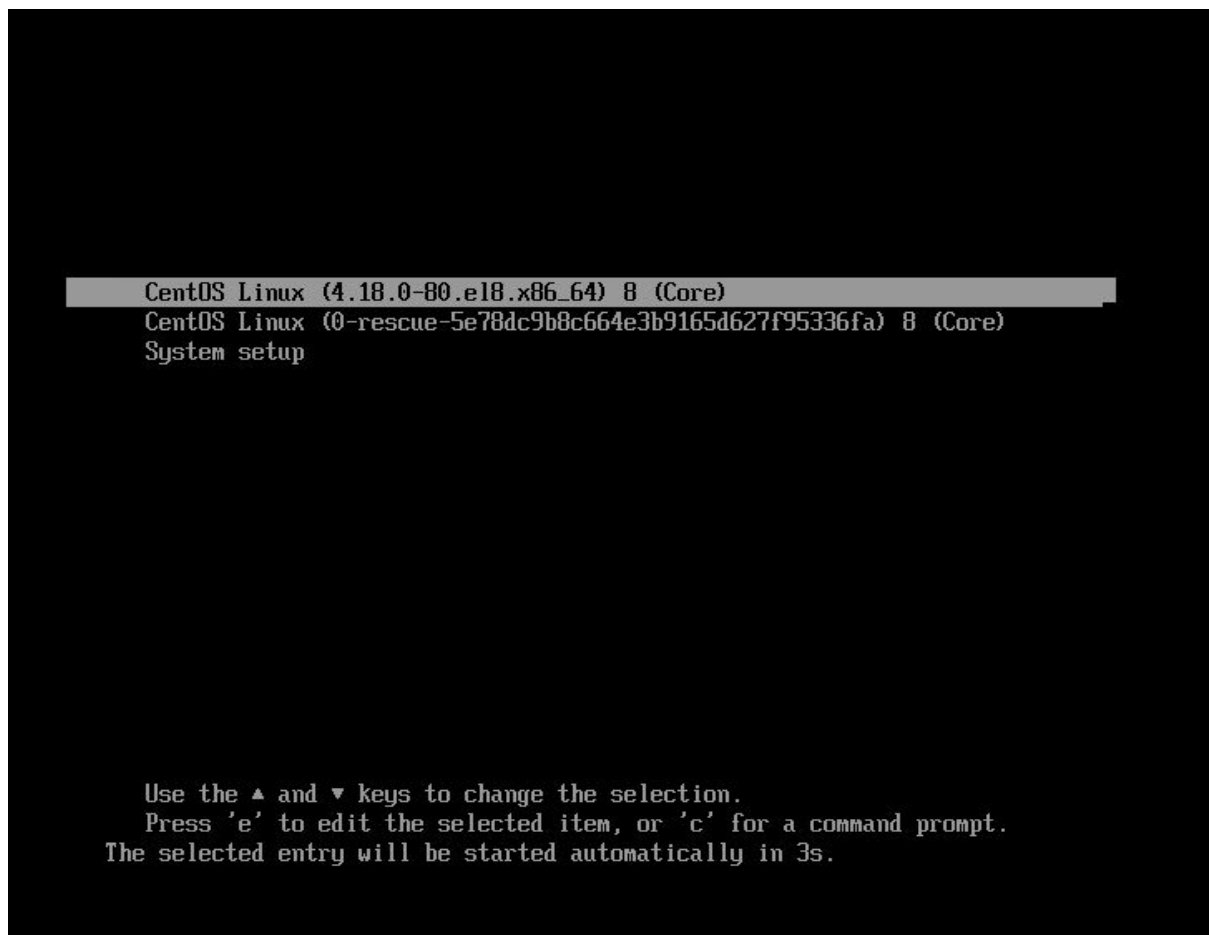 CentOS Linux (4.18.0-80.el8.x86_64) 8 (Core)
CentOS Linux (0-rescue-5e78dc9b8c664e3b9165d627f95336fa) 8 (Core)
System setup
Use the ▲ and ▼ keys to change the selection.
Press 'e' to edit the selected item, or 'c' for a command prompt.
The selected entry will be started automatically in 3s.